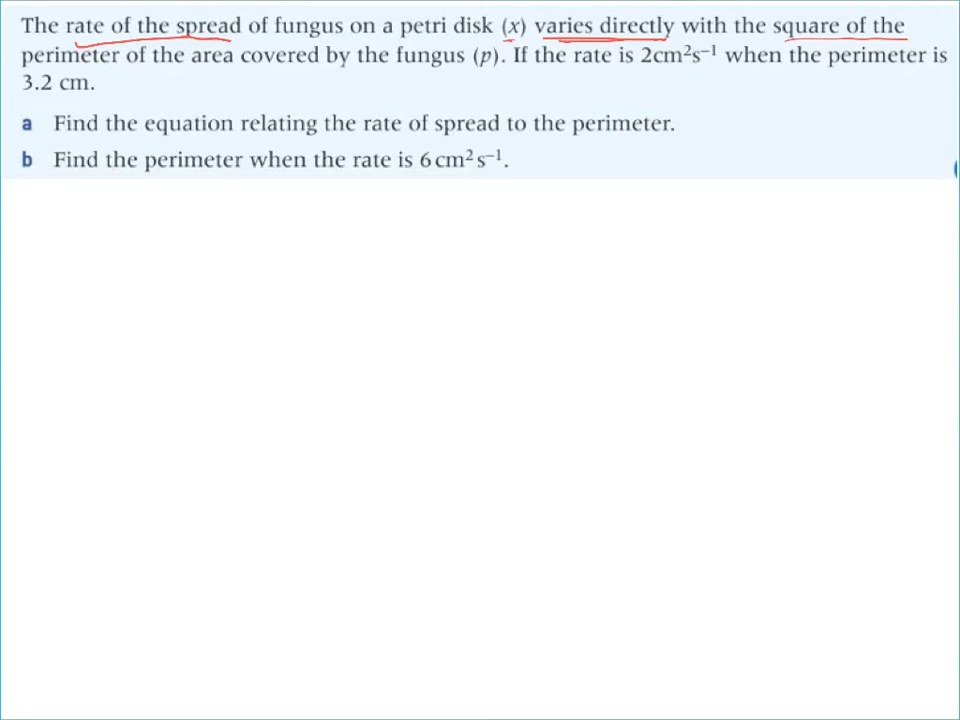 The rate of the spread of fungus on a petri disk (x) varies directly with the square of the
perimeter of the area covered by the fungus (p). If the rate is 2cm²s⁻¹ when the perimeter is
3.2 cm.
a Find the equation relating the rate of spread to the perimeter.
b Find the perimeter when the rate is 6 cm² s⁻¹.